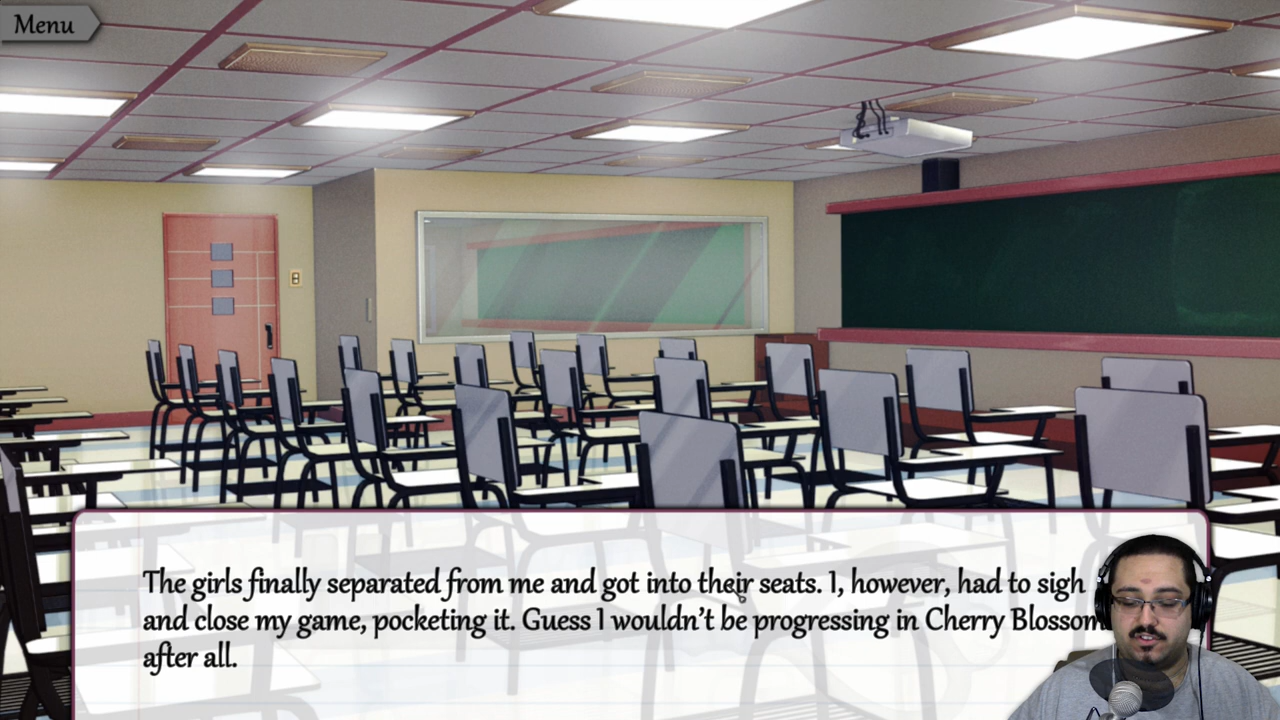 Menu
The girls finally separated from me and got into their seats. I, however, had to sigh
and close my game, pocketing it. Guess I wouldn't be progressing in Cherry Blossom
after all.